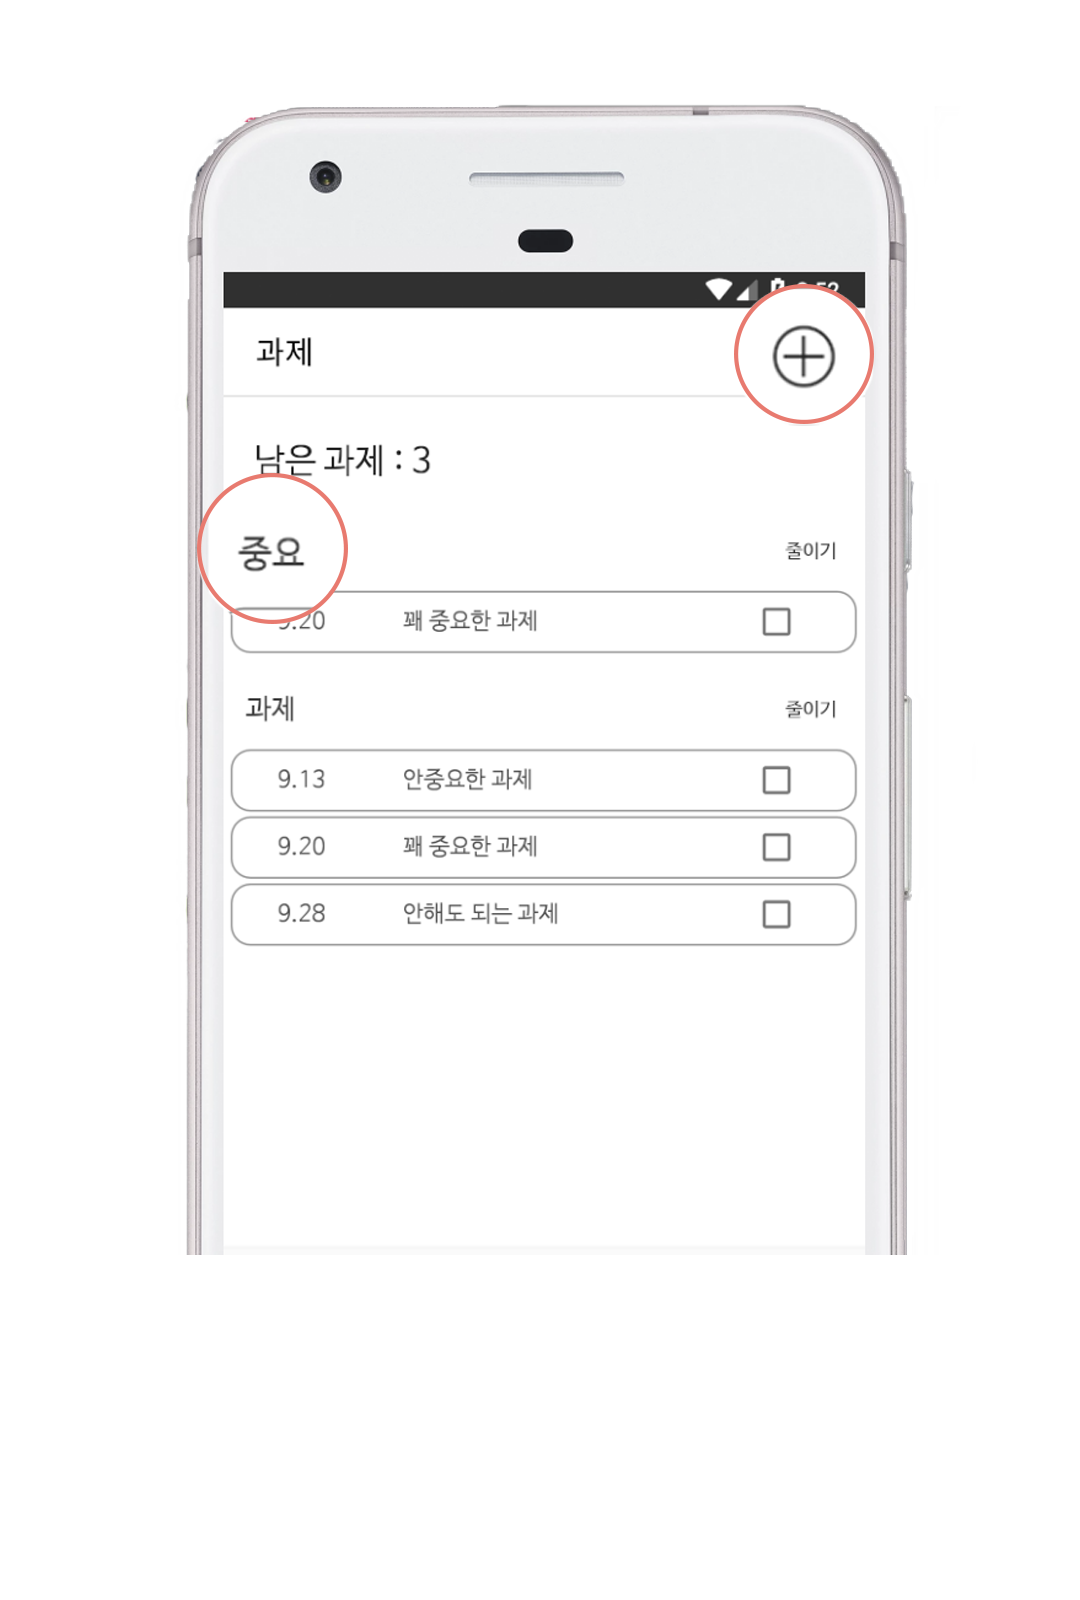 과제
남은 과제 : 3
중요 줄이기
9.20 꽤 중요한 과제
과제 줄이기
9.13 안중요한 과제
9.20 꽤 중요한 과제
9.28 안해도 되는 과제